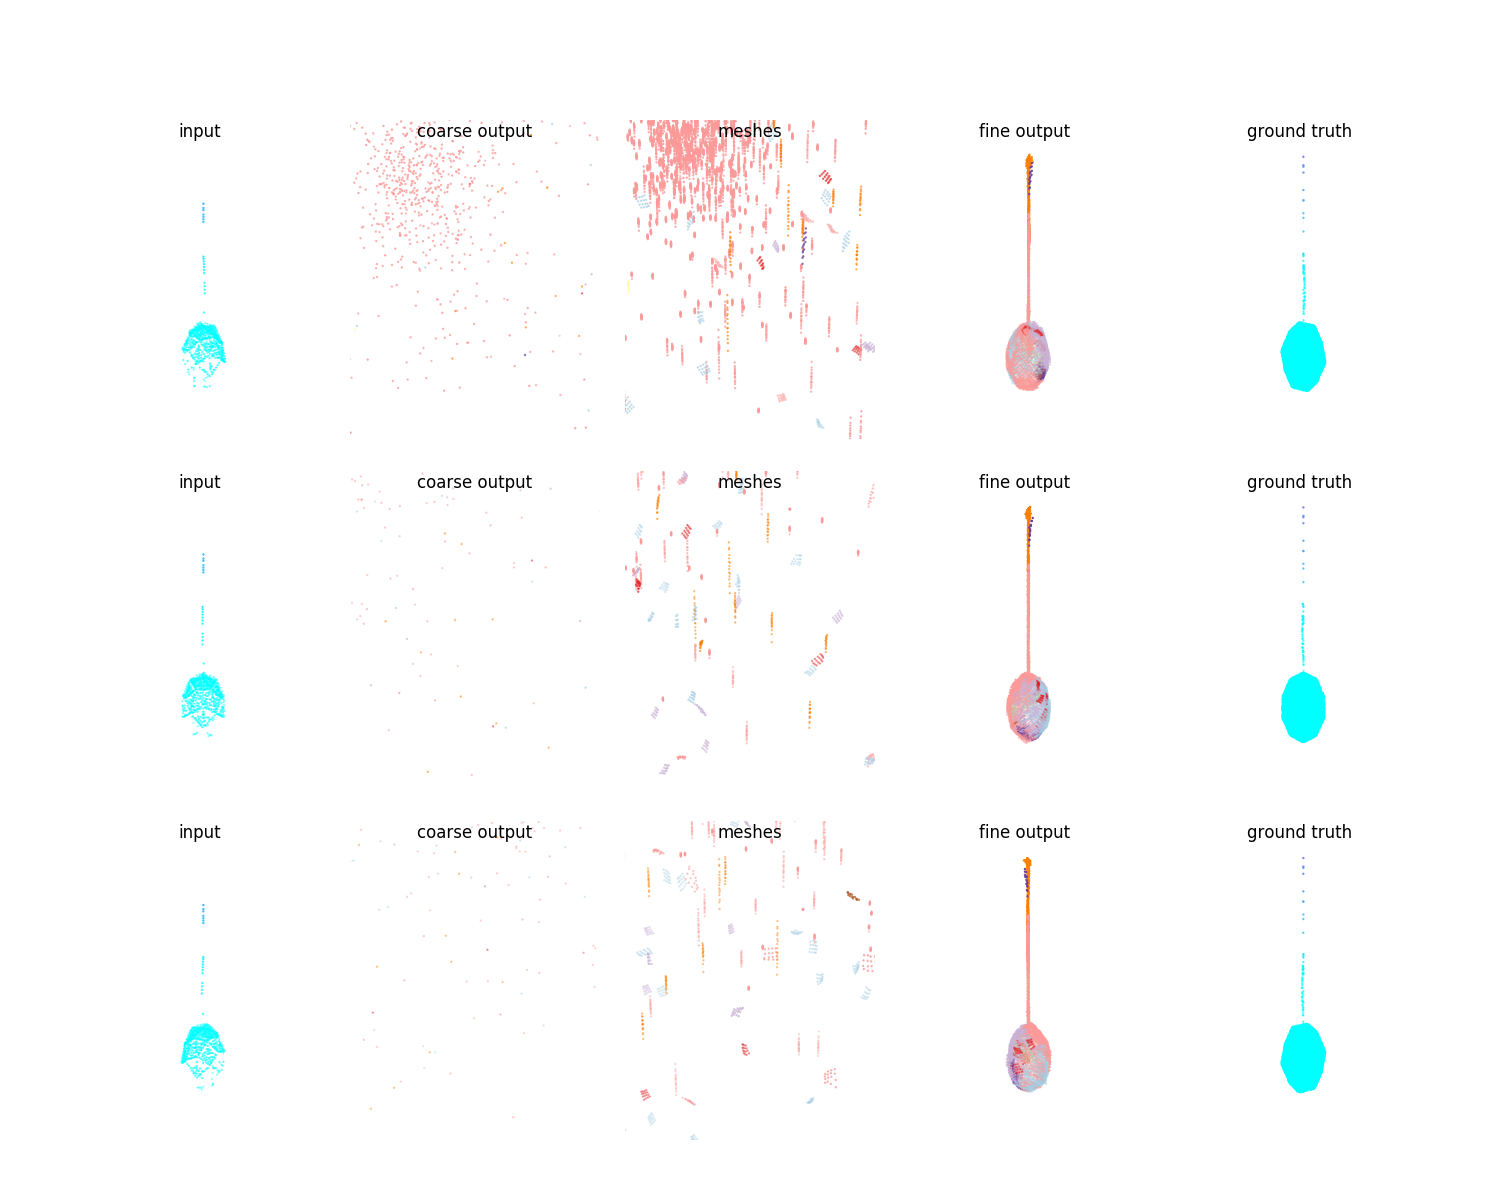 input
coarse output
meshes
fine output
ground truth
input
coarse output
meshes
fine output
ground truth
input
coarse output
meshes
fine output
ground truth